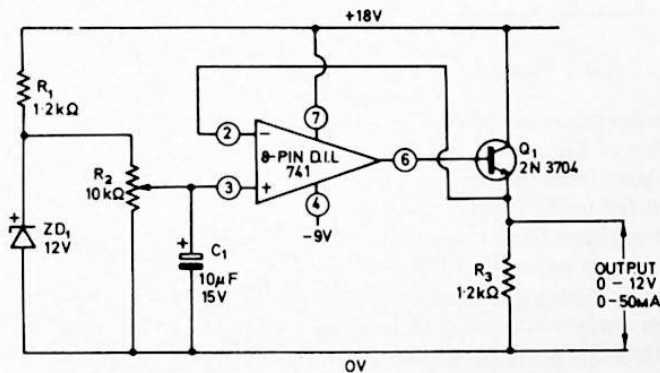 +18V
R1
1·2kΩ
R2
10kΩ
ZD1
12V
+
C1
10µF
15V
2
−
3
+
7
8-PIN D.I.L
741
4
-9V
6
Q1
2N 3704
+
R3
1·2kΩ
OUTPUT
0-12V
0-50mA
0V